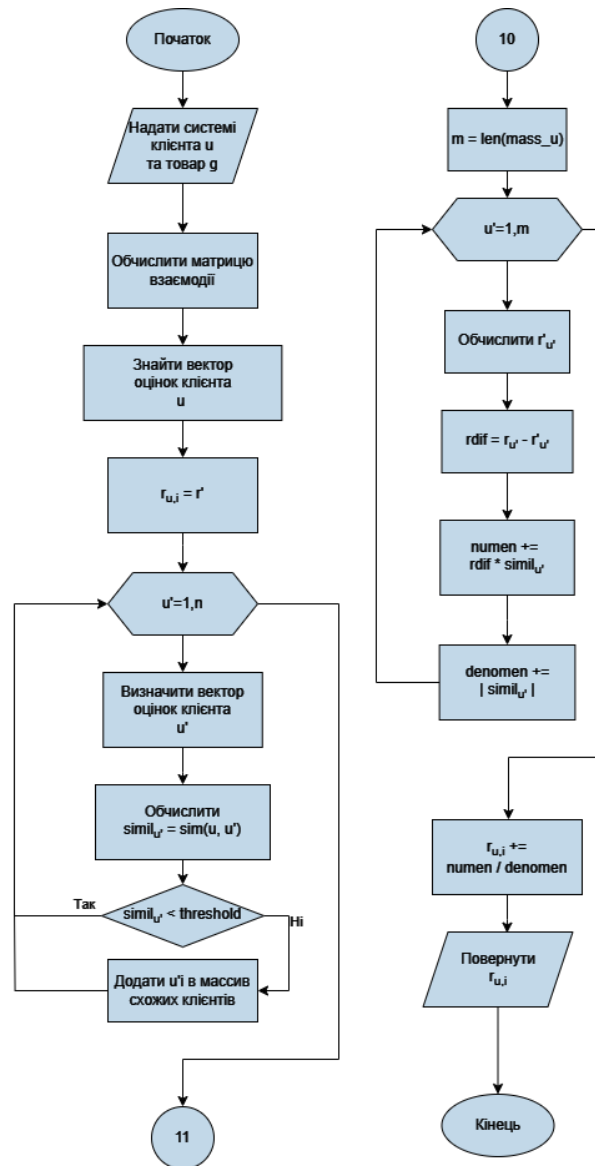 Початок
Надати системі
клієнта u
та товар g
Обчислити матрицю
взаємодії
Знайти вектор
оцінок клієнта
u
r_{u,i} = r'
u'=1,n
Визначити вектор
оцінок клієнта
u'
Обчислити
simil_{u'} = sim(u, u')
Так
simil_{u'} < threshold
Ні
Додати u'i в массив
схожих клієнтів
11
10
m = len(mass_u)
u'=1,m
Обчислити r'_{u'}
rdif = r_{u'} - r'_{u'}
numen +=
rdif * simil_{u'}
denomen +=
| simil_{u'} |
r_{u,i} +=
numen / denomen
Повернути
r_{u,i}
Кінець